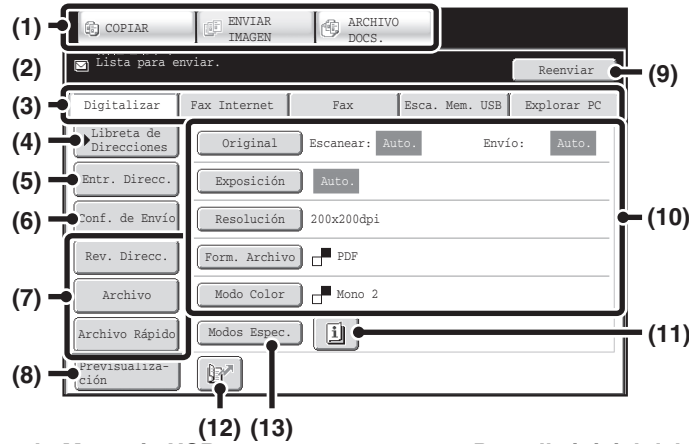 (1) COPIAR ENVIAR IMAGEN ARCHIVO DOCS.
(2) Lista para enviar. Reenviar (9)
(3) Digitalizar Fax Internet Fax Esca. Mem. USB Explorar PC
(4) Libreta de Direcciones Original Escanear: Auto. Envío: Auto.
(5) Entr. Direcc. Exposición Auto.
(6) Conf. de Envío Resolución 200x200dpi (10)
Rev. Direcc. Form. Archivo PDF
(7) Archivo Modo Color Mono 2
Archivo Rápido Modos Espec. (11)
(8) Previsualiza-
ción
(12) (13)